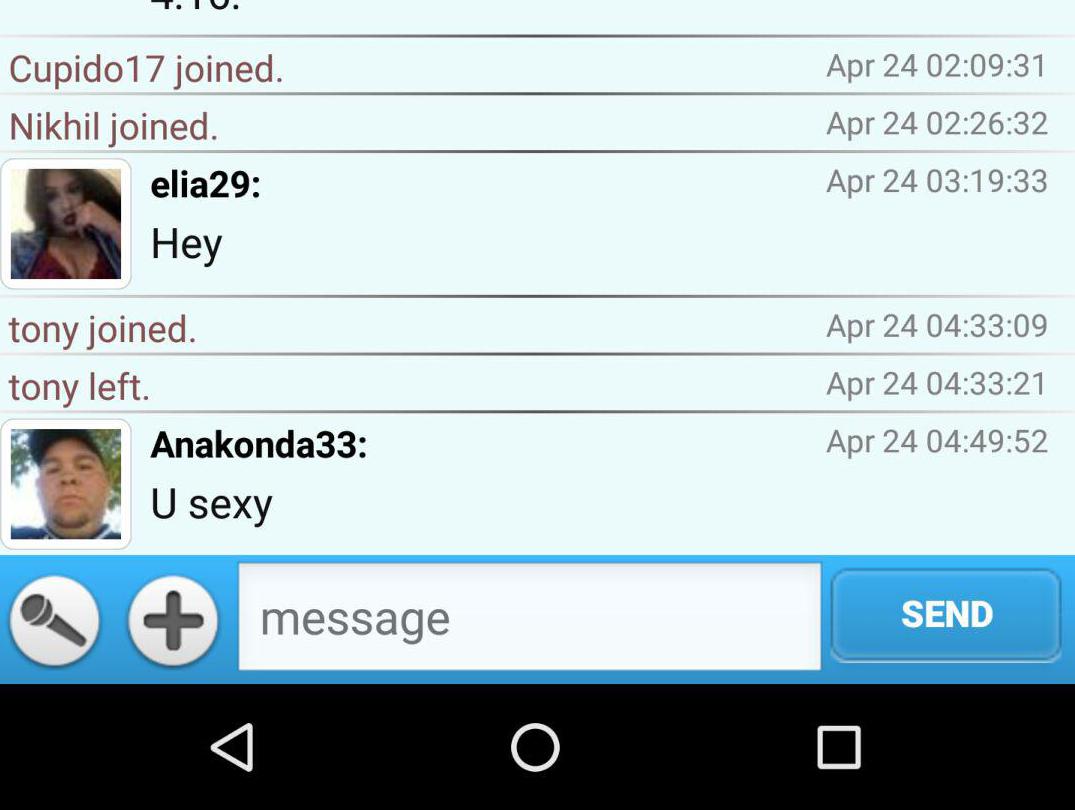 4.16.
Cupido17 joined. Apr 24 02:09:31
Nikhil joined. Apr 24 02:26:32
elia29: Apr 24 03:19:33
Hey
tony joined. Apr 24 04:33:09
tony left. Apr 24 04:33:21
Anakonda33: Apr 24 04:49:52
U sexy
message SEND